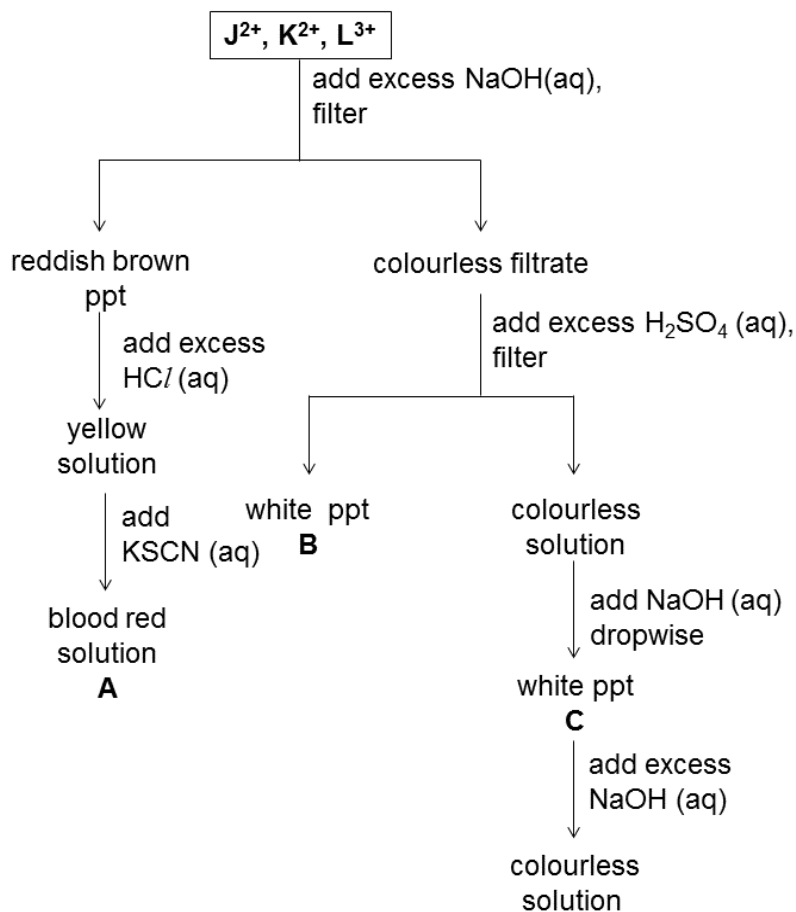 J²⁺, K²⁺, L³⁺
add excess NaOH(aq),
filter
reddish brown
ppt
colourless filtrate
add excess
HCl (aq)
add excess H₂SO₄ (aq),
filter
yellow
solution
white ppt
B
colourless
solution
add
KSCN (aq)
add NaOH (aq)
dropwise
blood red
solution
A
white ppt
C
add excess
NaOH (aq)
colourless
solution